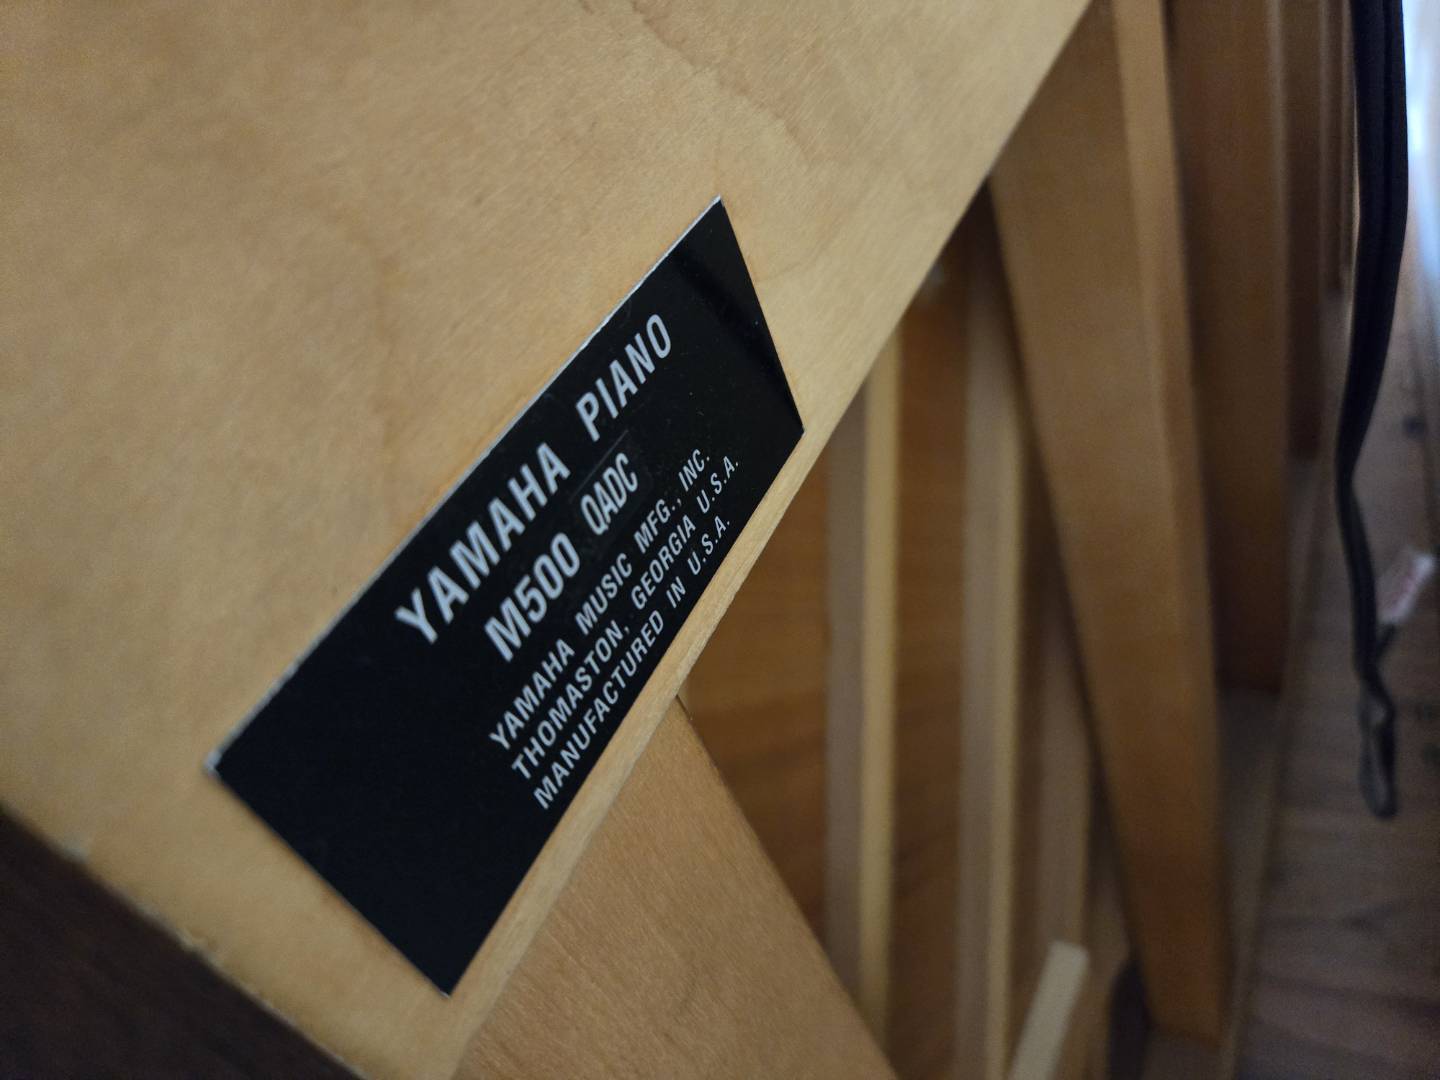 YAMAHA PIANO
M500 QADC
YAMAHA MUSIC MFG., INC.
THOMASTON, GEORGIA U.S.A.
MANUFACTURED IN U.S.A.